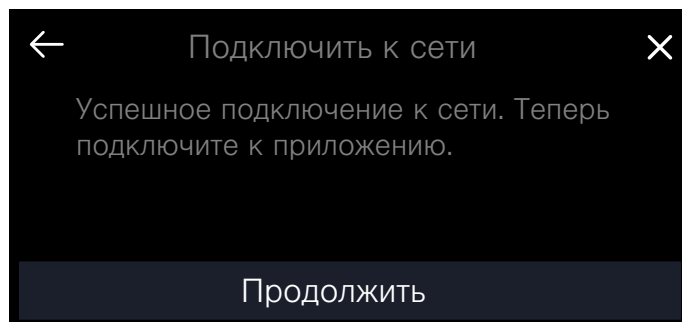 Подключить к сети
Успешное подключение к сети. Теперь
подключите к приложению.
Продолжить